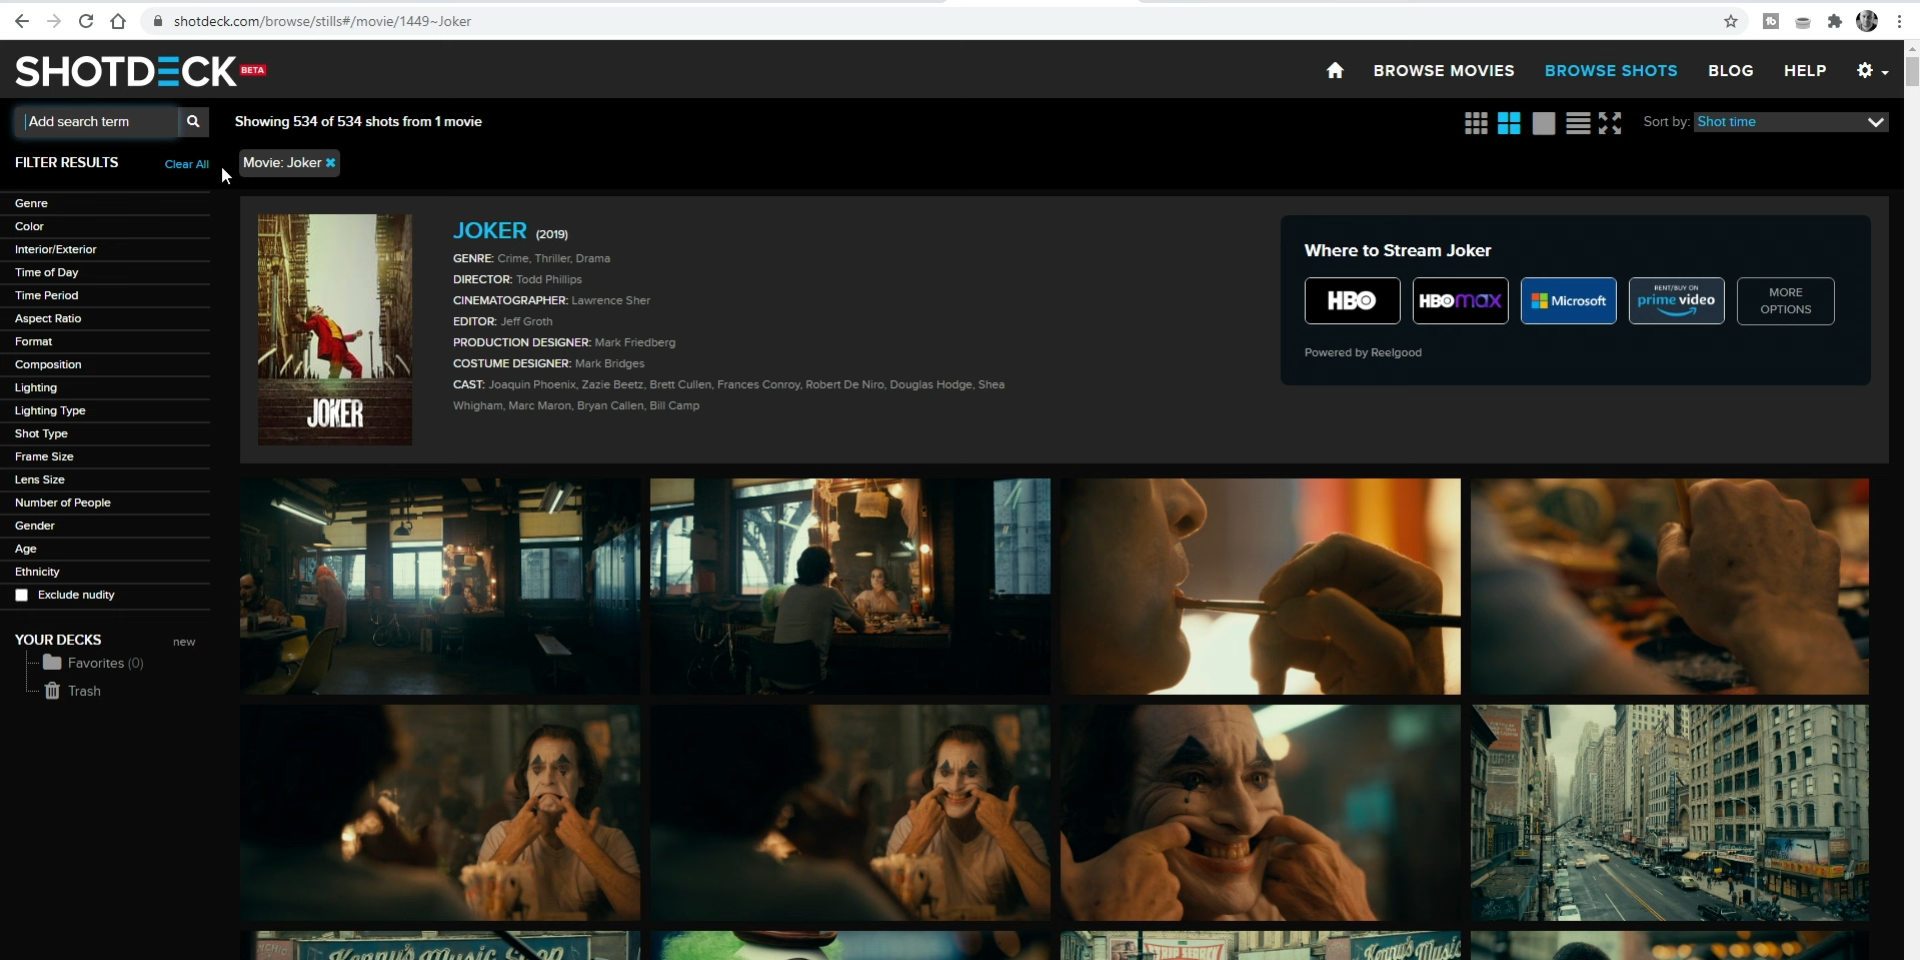 shotdeck.com/browse/stills#/movie/1449~Joker
SHOTDECK BETA
BROWSE MOVIES
BROWSE SHOTS
BLOG
HELP
Add search term
Showing 534 of 534 shots from 1 movie
Sort by: Shot time
FILTER RESULTS
Clear All
Movie: Joker
Genre
Color
Interior/Exterior
Time of Day
Time Period
Aspect Ratio
Format
Composition
Lighting
Lighting Type
Shot Type
Frame Size
Lens Size
Number of People
Gender
Age
Ethnicity
Exclude nudity
YOUR DECKS
new
Favorites (0)
Trash
JOKER
JOKER (2019)
GENRE: Crime, Thriller, Drama
DIRECTOR: Todd Phillips
CINEMATOGRAPHER: Lawrence Sher
EDITOR: Jeff Groth
PRODUCTION DESIGNER: Mark Friedberg
COSTUME DESIGNER: Mark Bridges
CAST: Joaquin Phoenix, Zazie Beetz, Brett Cullen, Frances Conroy, Robert De Niro, Douglas Hodge, Shea
Whigham, Marc Maron, Bryan Callen, Bill Camp
Where to Stream Joker
HBO
HBO max
Microsoft
RENT/BUY ON
prime video
MORE
OPTIONS
Powered by Reelgood
Kenny's Music Shop
Kenny's Music